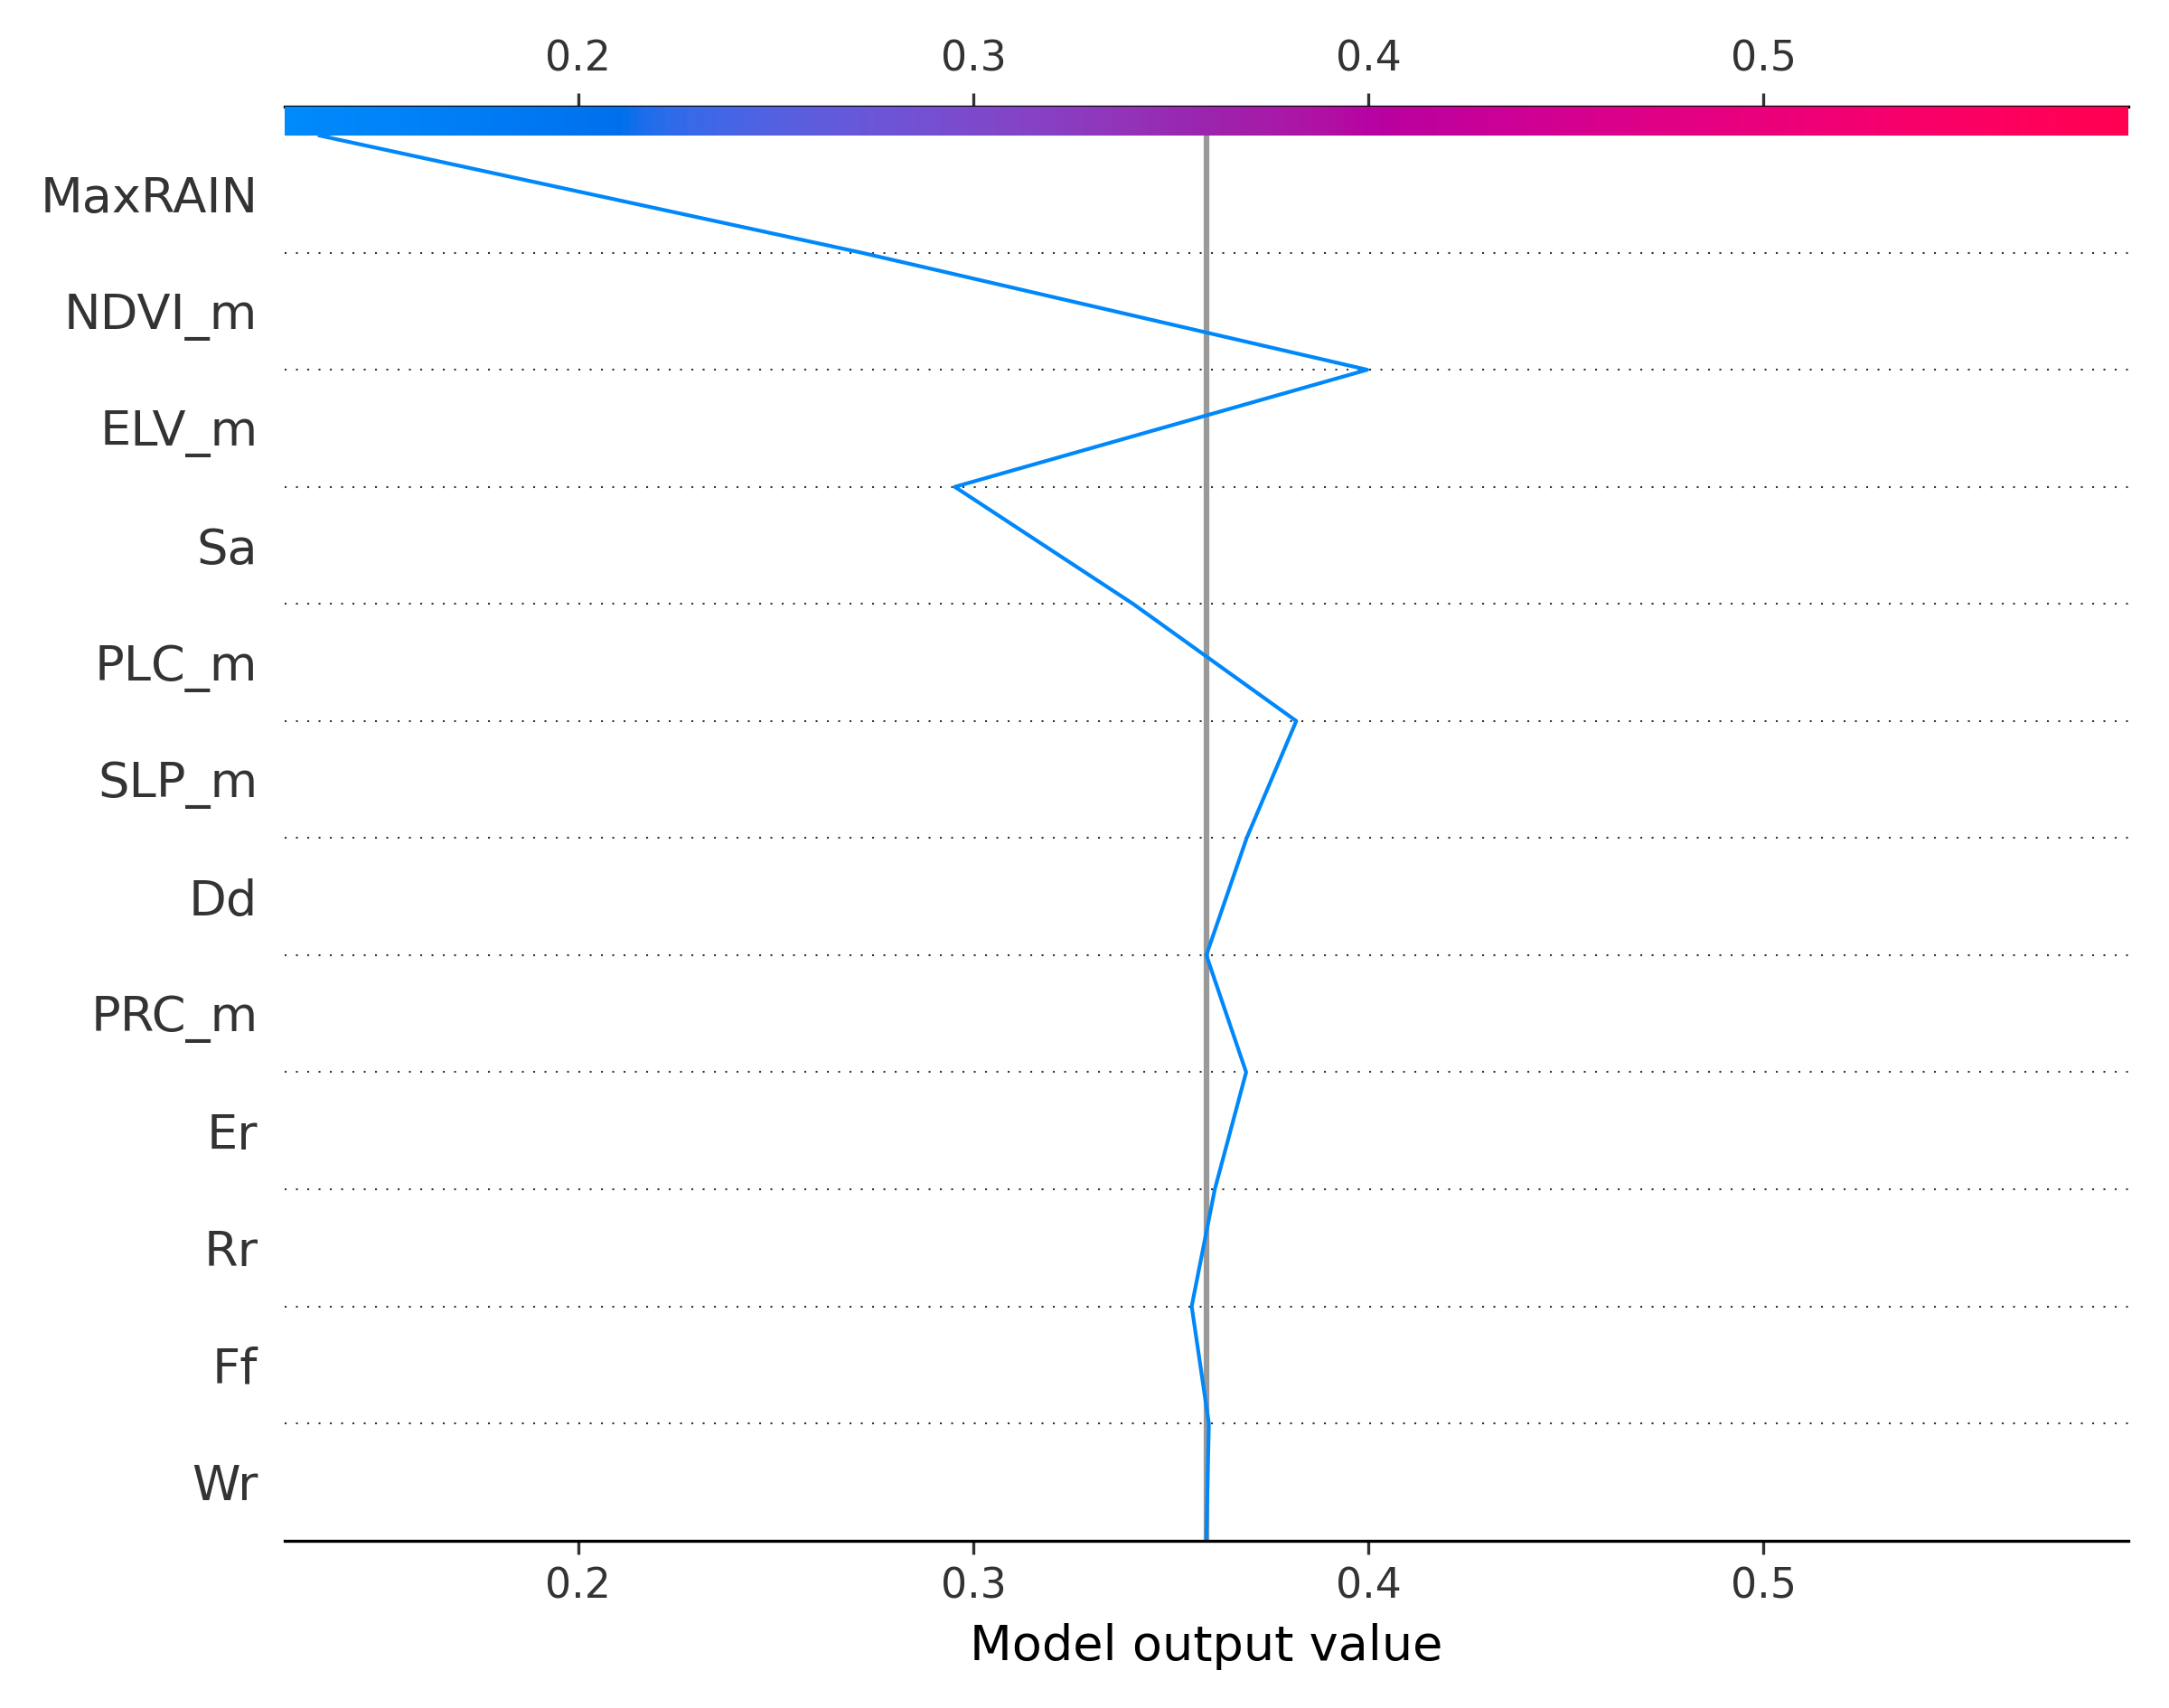 0.2 0.3 0.4 0.5
MaxRAIN
NDVI_m
ELV_m
Sa
PLC_m
SLP_m
Dd
PRC_m
Er
Rr
Ff
Wr
0.2 0.3 0.4 0.5
Model output value